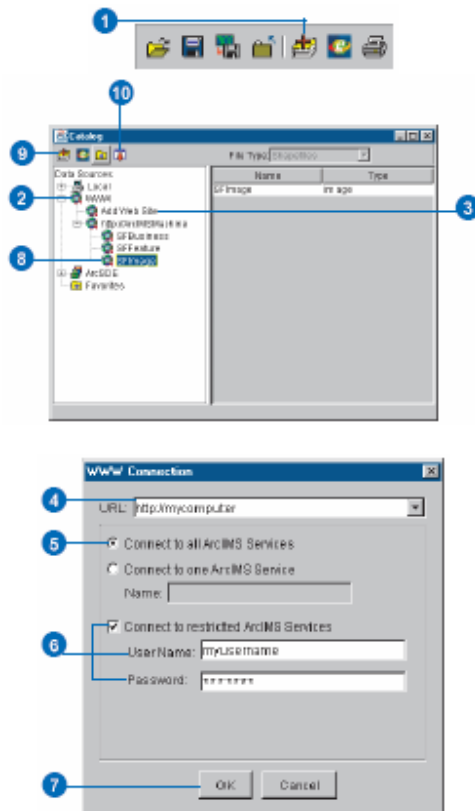 1
10
Catalog
9
File Type: Shapefiles
Data Sources
Name Type
Local
SFImage image
2
WWW
Add Web Site
3
SFBusiness
SFFeature
8
SFImage
ArcSDE
Favorites
WWW Connection
4
URL: http://mycomputer
5
Connect to all ArcIMS Services
Connect to one ArcIMS Service
Name:
Connect to restricted ArcIMS Services
6
User Name: myusername
Password: *******
7
OK Cancel